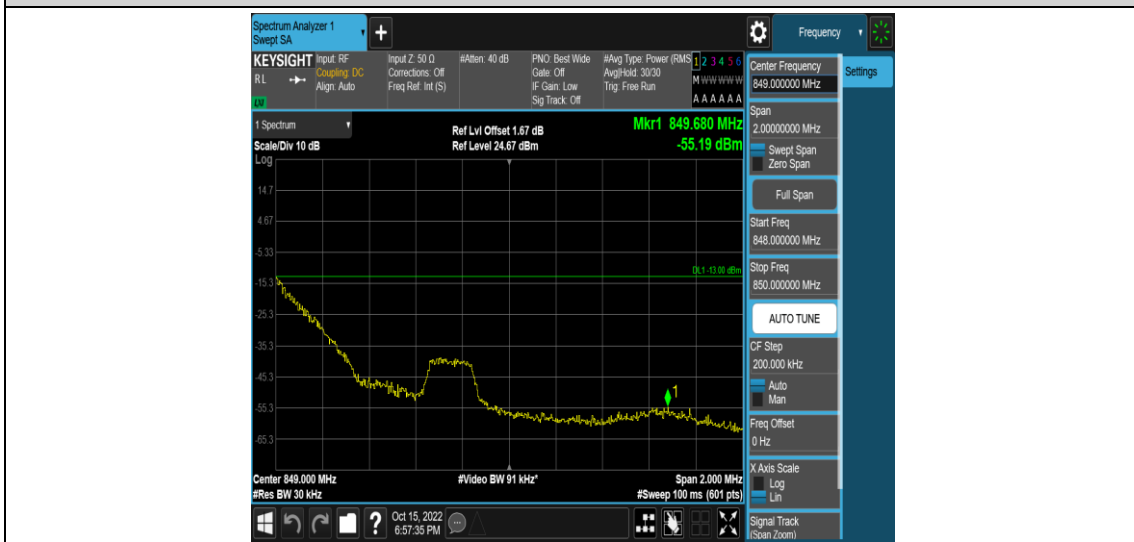 Spectrum Analyzer 1
Swept SA
+
Frequency
KEYSIGHT
RL
Input: RF
Coupling: DC
Align: Auto
Input Z: 50 Ω
Corrections: Off
Freq Ref: Int (S)
#Atten: 40 dB
PNO: Best Wide
Gate: Off
IF Gain: Low
Sig Track: Off
#Avg Type: Power (RMS
Avg|Hold: 30/30
Trig: Free Run
1 2 3 4 5 6
M W W W W W
A A A A A A
1 Spectrum
Scale/Div 10 dB
Ref Lvl Offset 1.67 dB
Ref Level 24.67 dBm
Mkr1 849.680 MHz
-55.19 dBm
Log
14.7
4.67
-5.33
DL1 -13.00 dBm
-15.3
-25.3
-35.3
-45.3
1
-55.3
-65.3
Center 849.000 MHz
#Video BW 91 kHz*
Span 2.000 MHz
#Res BW 30 kHz
#Sweep 100 ms (601 pts)
?
Oct 15, 2022
6:57:35 PM
Center Frequency
849.000000 MHz
Settings
Span
2.00000000 MHz
Swept Span
Zero Span
Full Span
Start Freq
848.000000 MHz
Stop Freq
850.000000 MHz
AUTO TUNE
CF Step
200.000 kHz
Auto
Man
Freq Offset
0 Hz
X Axis Scale
Log
Lin
Signal Track
(Span Zoom)